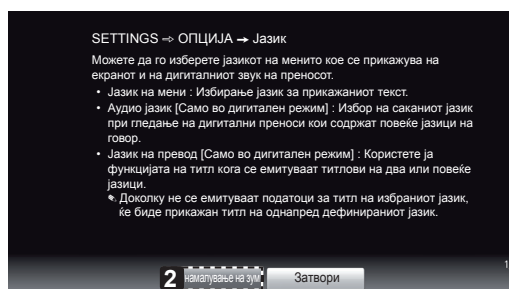 SETTINGS ⇨ ОПЦИЈА ➙ Јазик
Можете да го изберете јазикот на менито кое се прикажува на
екранот и на дигиталниот звук на преносот.
• Јазик на мени : Избирање јазик за прикажаниот текст.
• Аудио јазик [Само во дигитален режим] : Избор на саканиот јазик
при гледање на дигитални преноси кои содржат повеќе јазици на
говор.
• Јазик на превод [Само во дигитален режим] : Користете ја
функцијата на титл кога се емитуваат титлови на два или повеќе
јазици.
✎ Доколку не се емитуваат податоци за титл на избраниот јазик,
ќе биде прикажан титл на однапред дефинираниот јазик.
1
2 намалување на зум Затвори